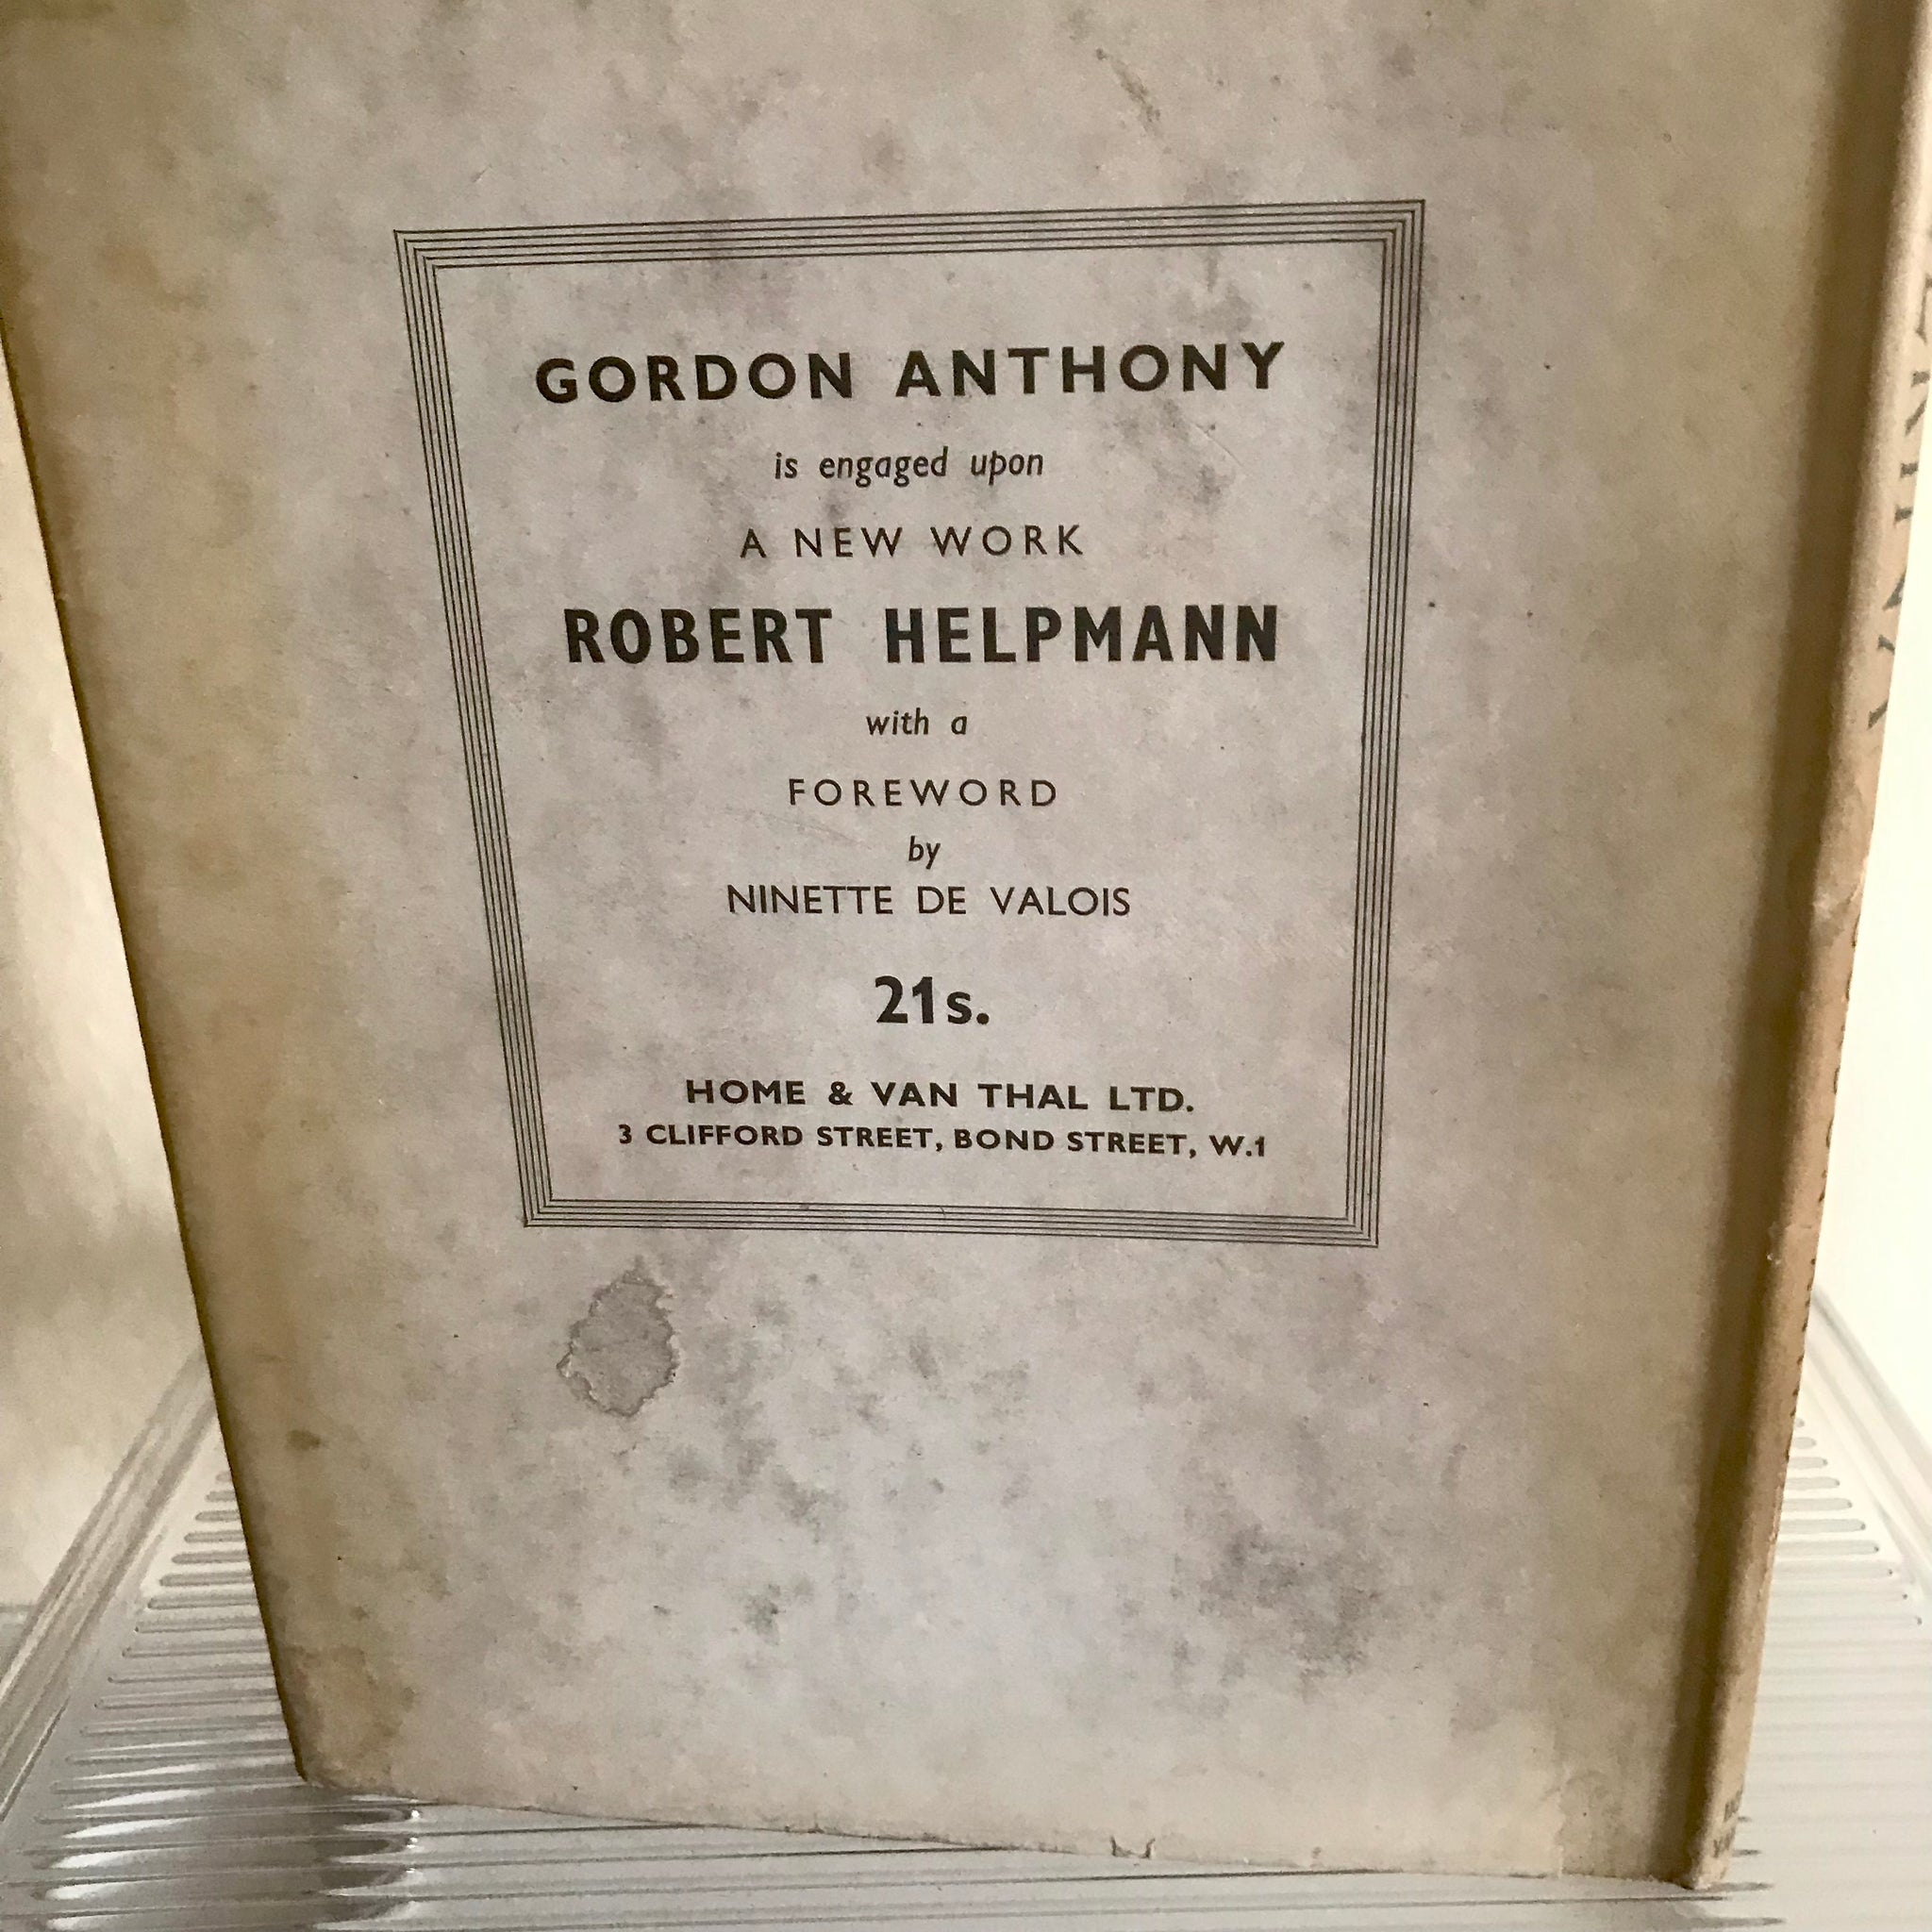 GORDON ANTHONY
is engaged upon
A NEW WORK
ROBERT HELPMANN
with a
FOREWORD
by
NINETTE DE VALOIS
21s.
HOME & VAN THAL LTD.
3 CLIFFORD STREET, BOND STREET, W.1